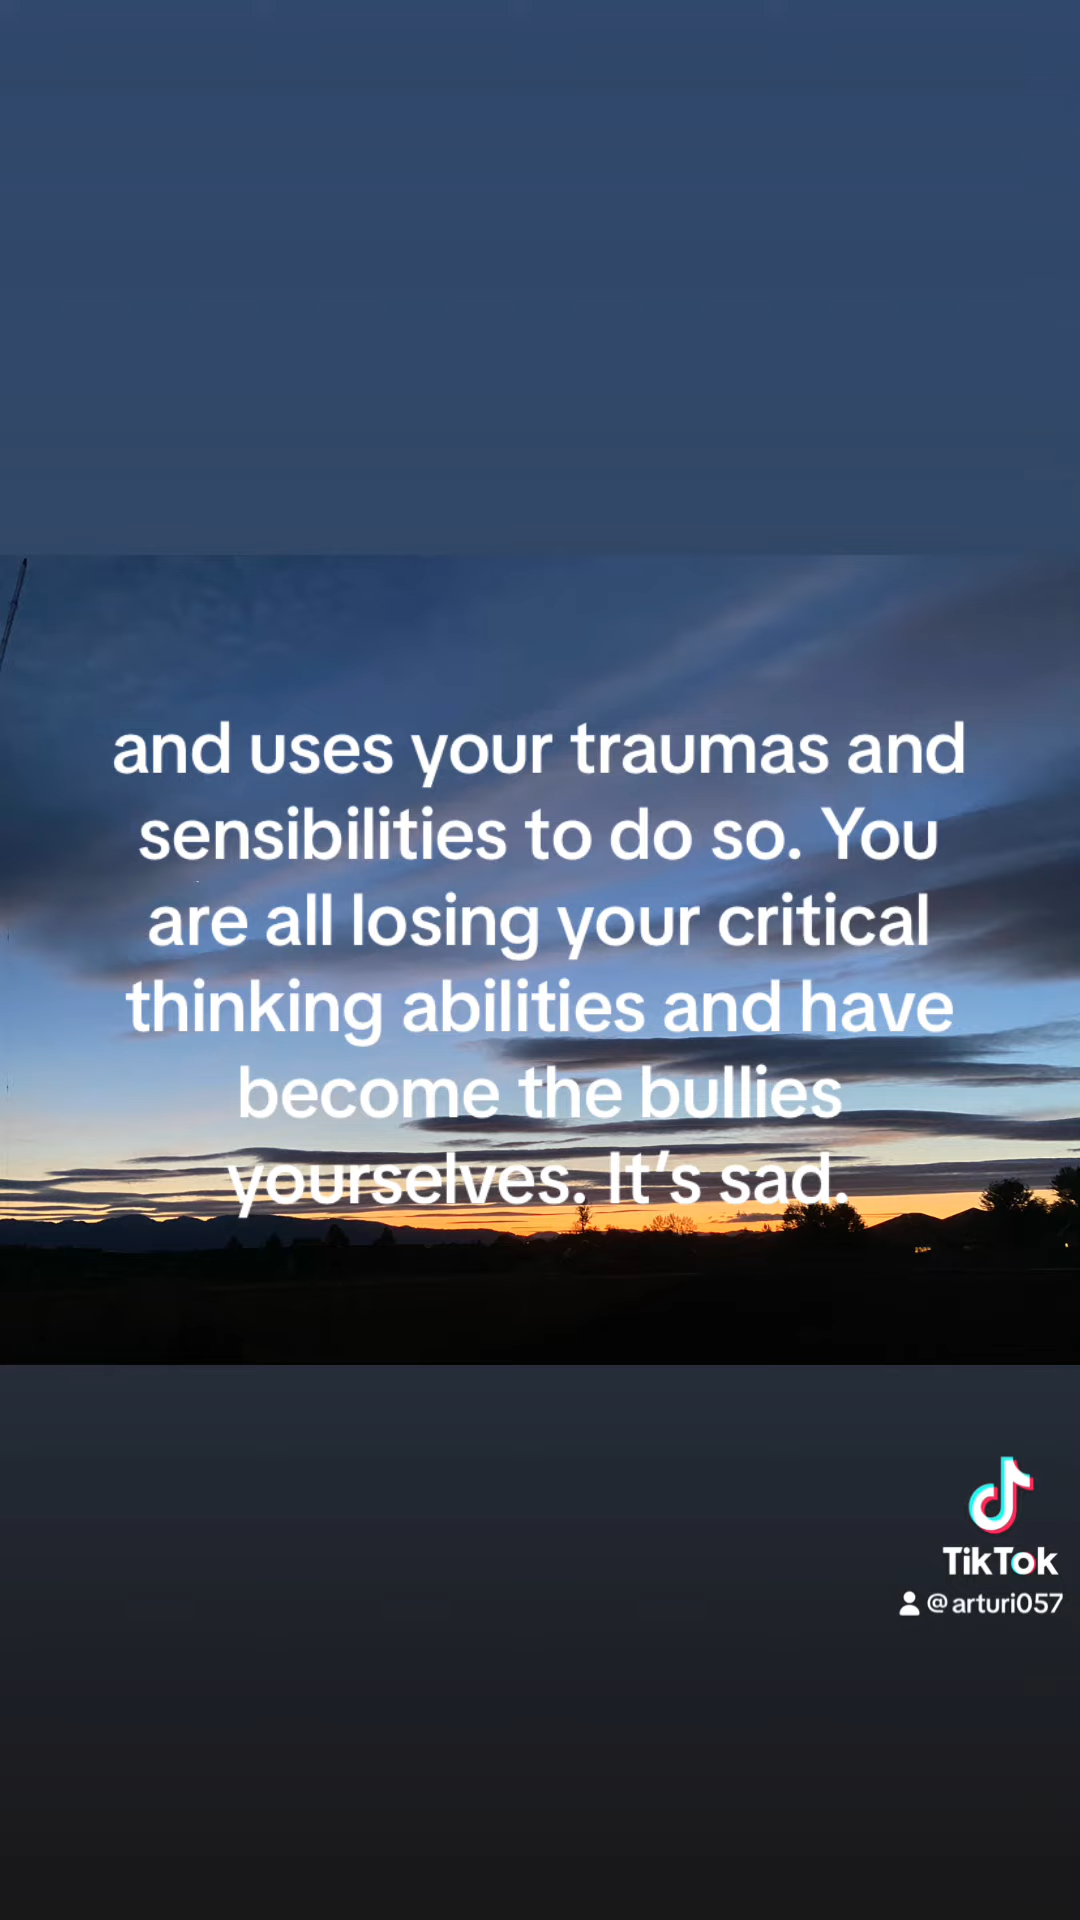 and uses your traumas and
sensibilities to do so. You
are all losing your critical
thinking abilities and have
become the bullies
yourselves. It's sad.
TikTok
@arturi057